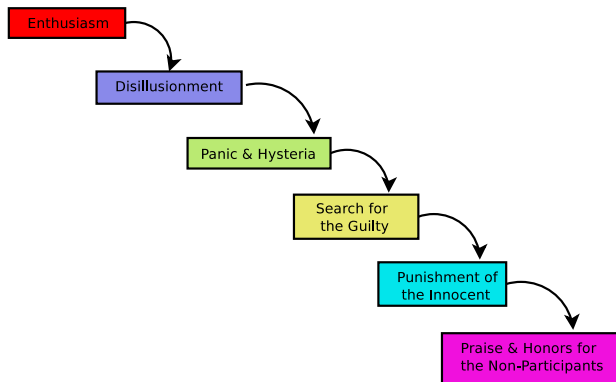 Enthusiasm
Disillusionment
Panic & Hysteria
Search for
the Guilty
Punishment of
the Innocent
Praise & Honors for
the Non-Participants